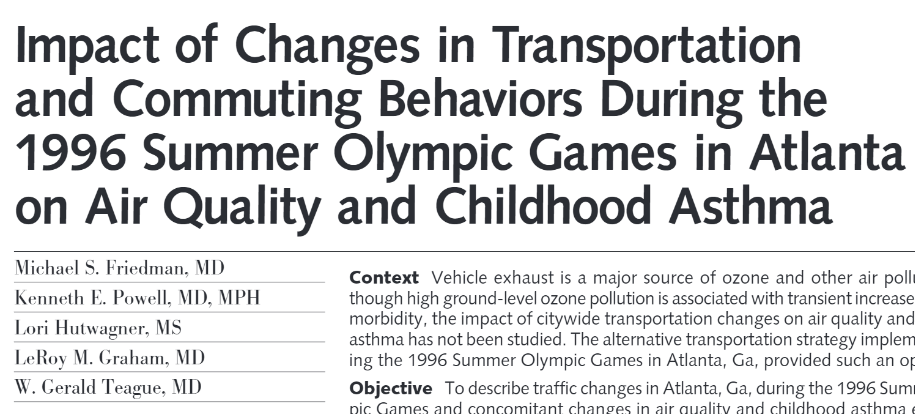 Impact of Changes in Transportation
and Commuting Behaviors During the
1996 Summer Olympic Games in Atlanta
on Air Quality and Childhood Asthma
Michael S. Friedman, MD
Kenneth E. Powell, MD, MPH
Lori Hutwagner, MS
LeRoy M. Graham, MD
W. Gerald Teague, MD
Context Vehicle exhaust is a major source of ozone and other air
though high ground-level ozone pollution is associated with transient
morbidity, the impact of citywide transportation changes on air quality and
asthma has not been studied. The alternative transportation strategy
ing the 1996 Summer Olympic Games in Atlanta, Ga, provided such an
Objective To describe traffic changes in Atlanta, Ga, during the 1996
pic Games and concomitant changes in air quality and childhood asthma